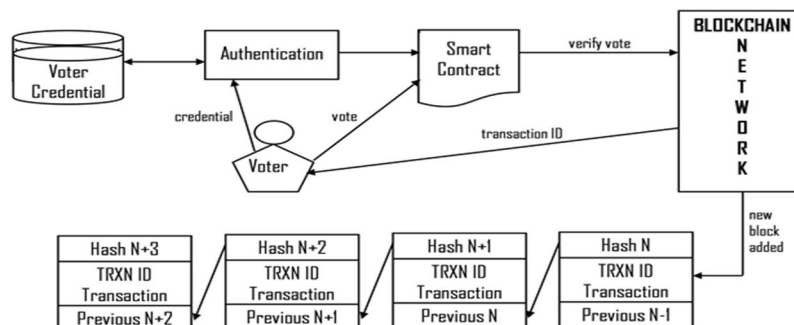 Voter
Credential
Authentication
Smart
Contract
verify vote
BLOCKCHAIN
N
E
T
W
O
R
K
credential
vote
Voter
transaction ID
new
block
added
Hash N+3
TRXN ID
Transaction
Previous N+2
Hash N+2
TRXN ID
Transaction
Previous N+1
Hash N+1
TRXN ID
Transaction
Previous N
Hash N
TRXN ID
Transaction
Previous N-1